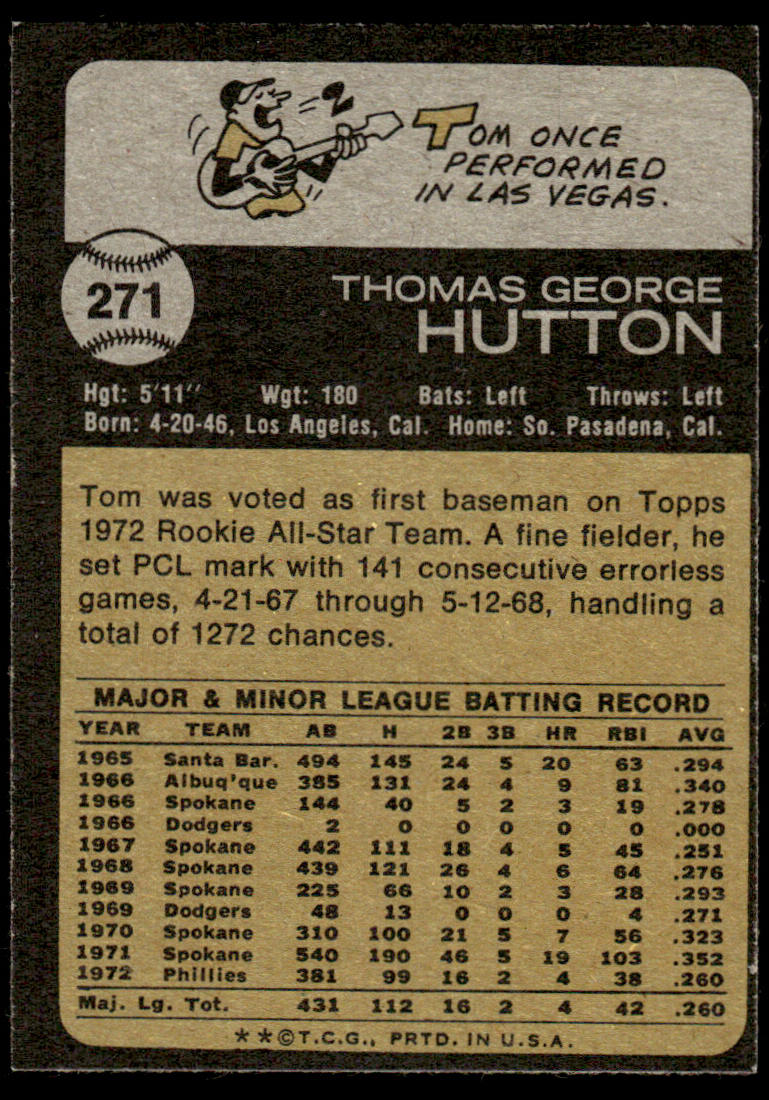 TOM ONCE
PERFORMED
IN LAS VEGAS.
271
THOMAS GEORGE
HUTTON
Hgt: 5'11" Wgt: 180 Bats: Left Throws: Left
Born: 4-20-46, Los Angeles, Cal. Home: So. Pasadena, Cal.
Tom was voted as first baseman on Topps
1972 Rookie All-Star Team. A fine fielder, he
set PCL mark with 141 consecutive errorless
games, 4-21-67 through 5-12-68, handling a
total of 1272 chances.
MAJOR & MINOR LEAGUE BATTING RECORD
YEAR TEAM AB H 2B 3B HR RBI AVG
1965 Santa Bar. 494 145 24 5 20 63 .294
1966 Albuq'que 385 131 24 4 9 81 .340
1966 Spokane 144 40 5 2 3 19 .278
1966 Dodgers 2 0 0 0 0 0 .000
1967 Spokane 442 111 18 4 5 45 .251
1968 Spokane 439 121 26 4 6 64 .276
1969 Spokane 225 66 10 2 3 28 .293
1969 Dodgers 48 13 0 0 0 4 .271
1970 Spokane 310 100 21 5 7 56 .323
1971 Spokane 540 190 46 5 19 103 .352
1972 Phillies 381 99 16 2 4 38 .260
Maj. Lg. Tot. 431 112 16 2 4 42 .260
**©T.C.G., PRTD. IN U.S.A.